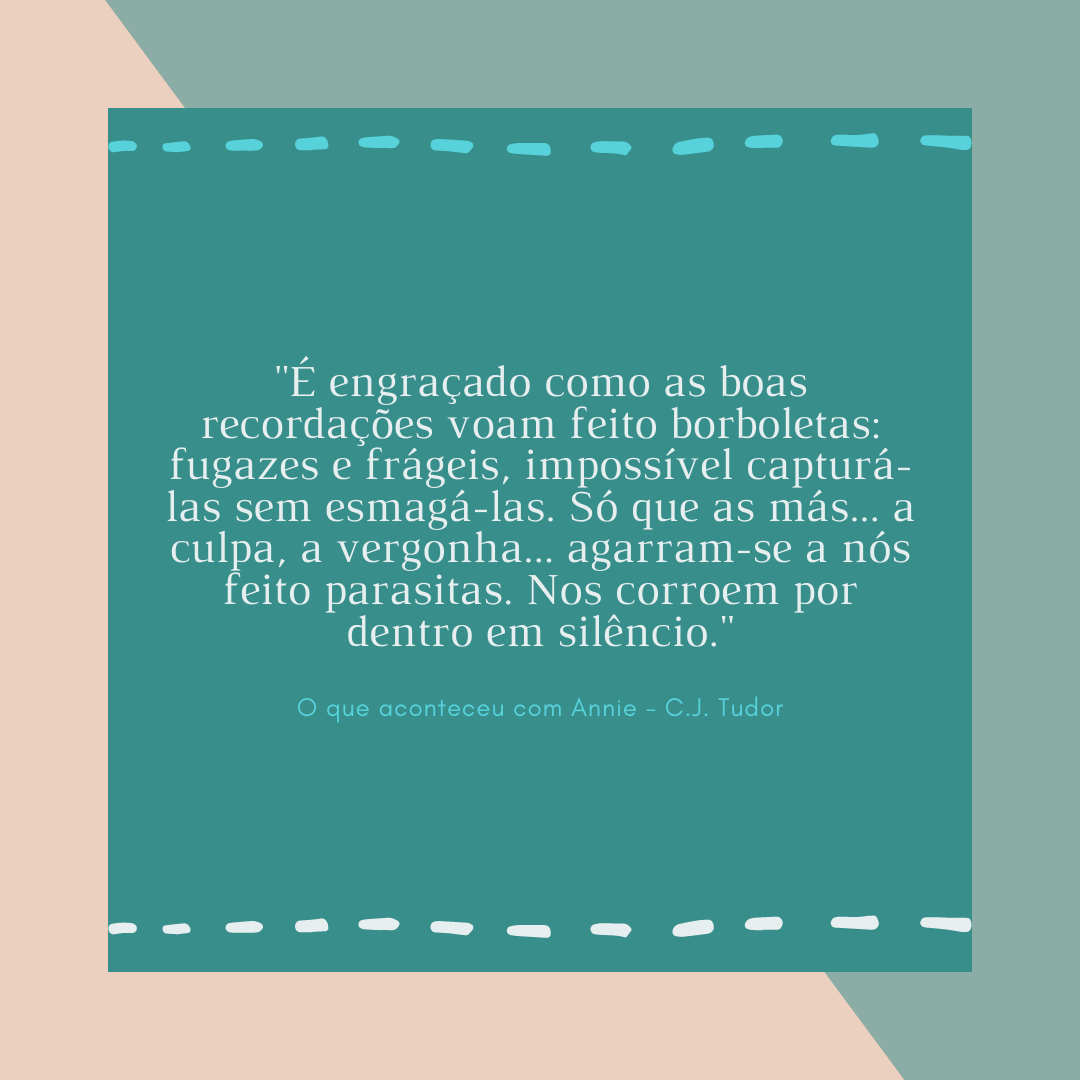 "É engraçado como as boas
recordações voam feito borboletas:
fugazes e frágeis, impossível capturá-
las sem esmagá-las. Só que as más... a
culpa, a vergonha... agarram-se a nós
feito parasitas. Nos corroem por
dentro em silêncio."
O que aconteceu com Annie - C.J. Tudor